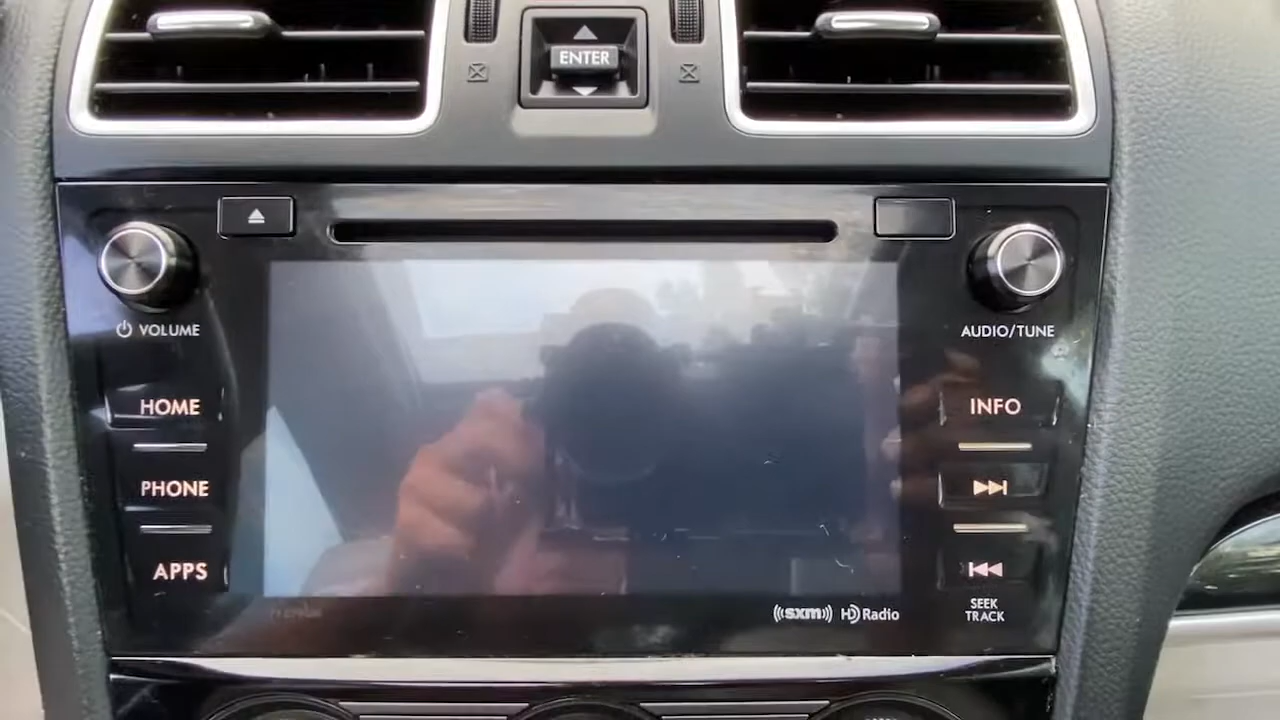 ENTER
VOLUME
AUDIO/TUNE
HOME
INFO
PHONE
APPS
SEEK
TRACK
sxm
HD Radio